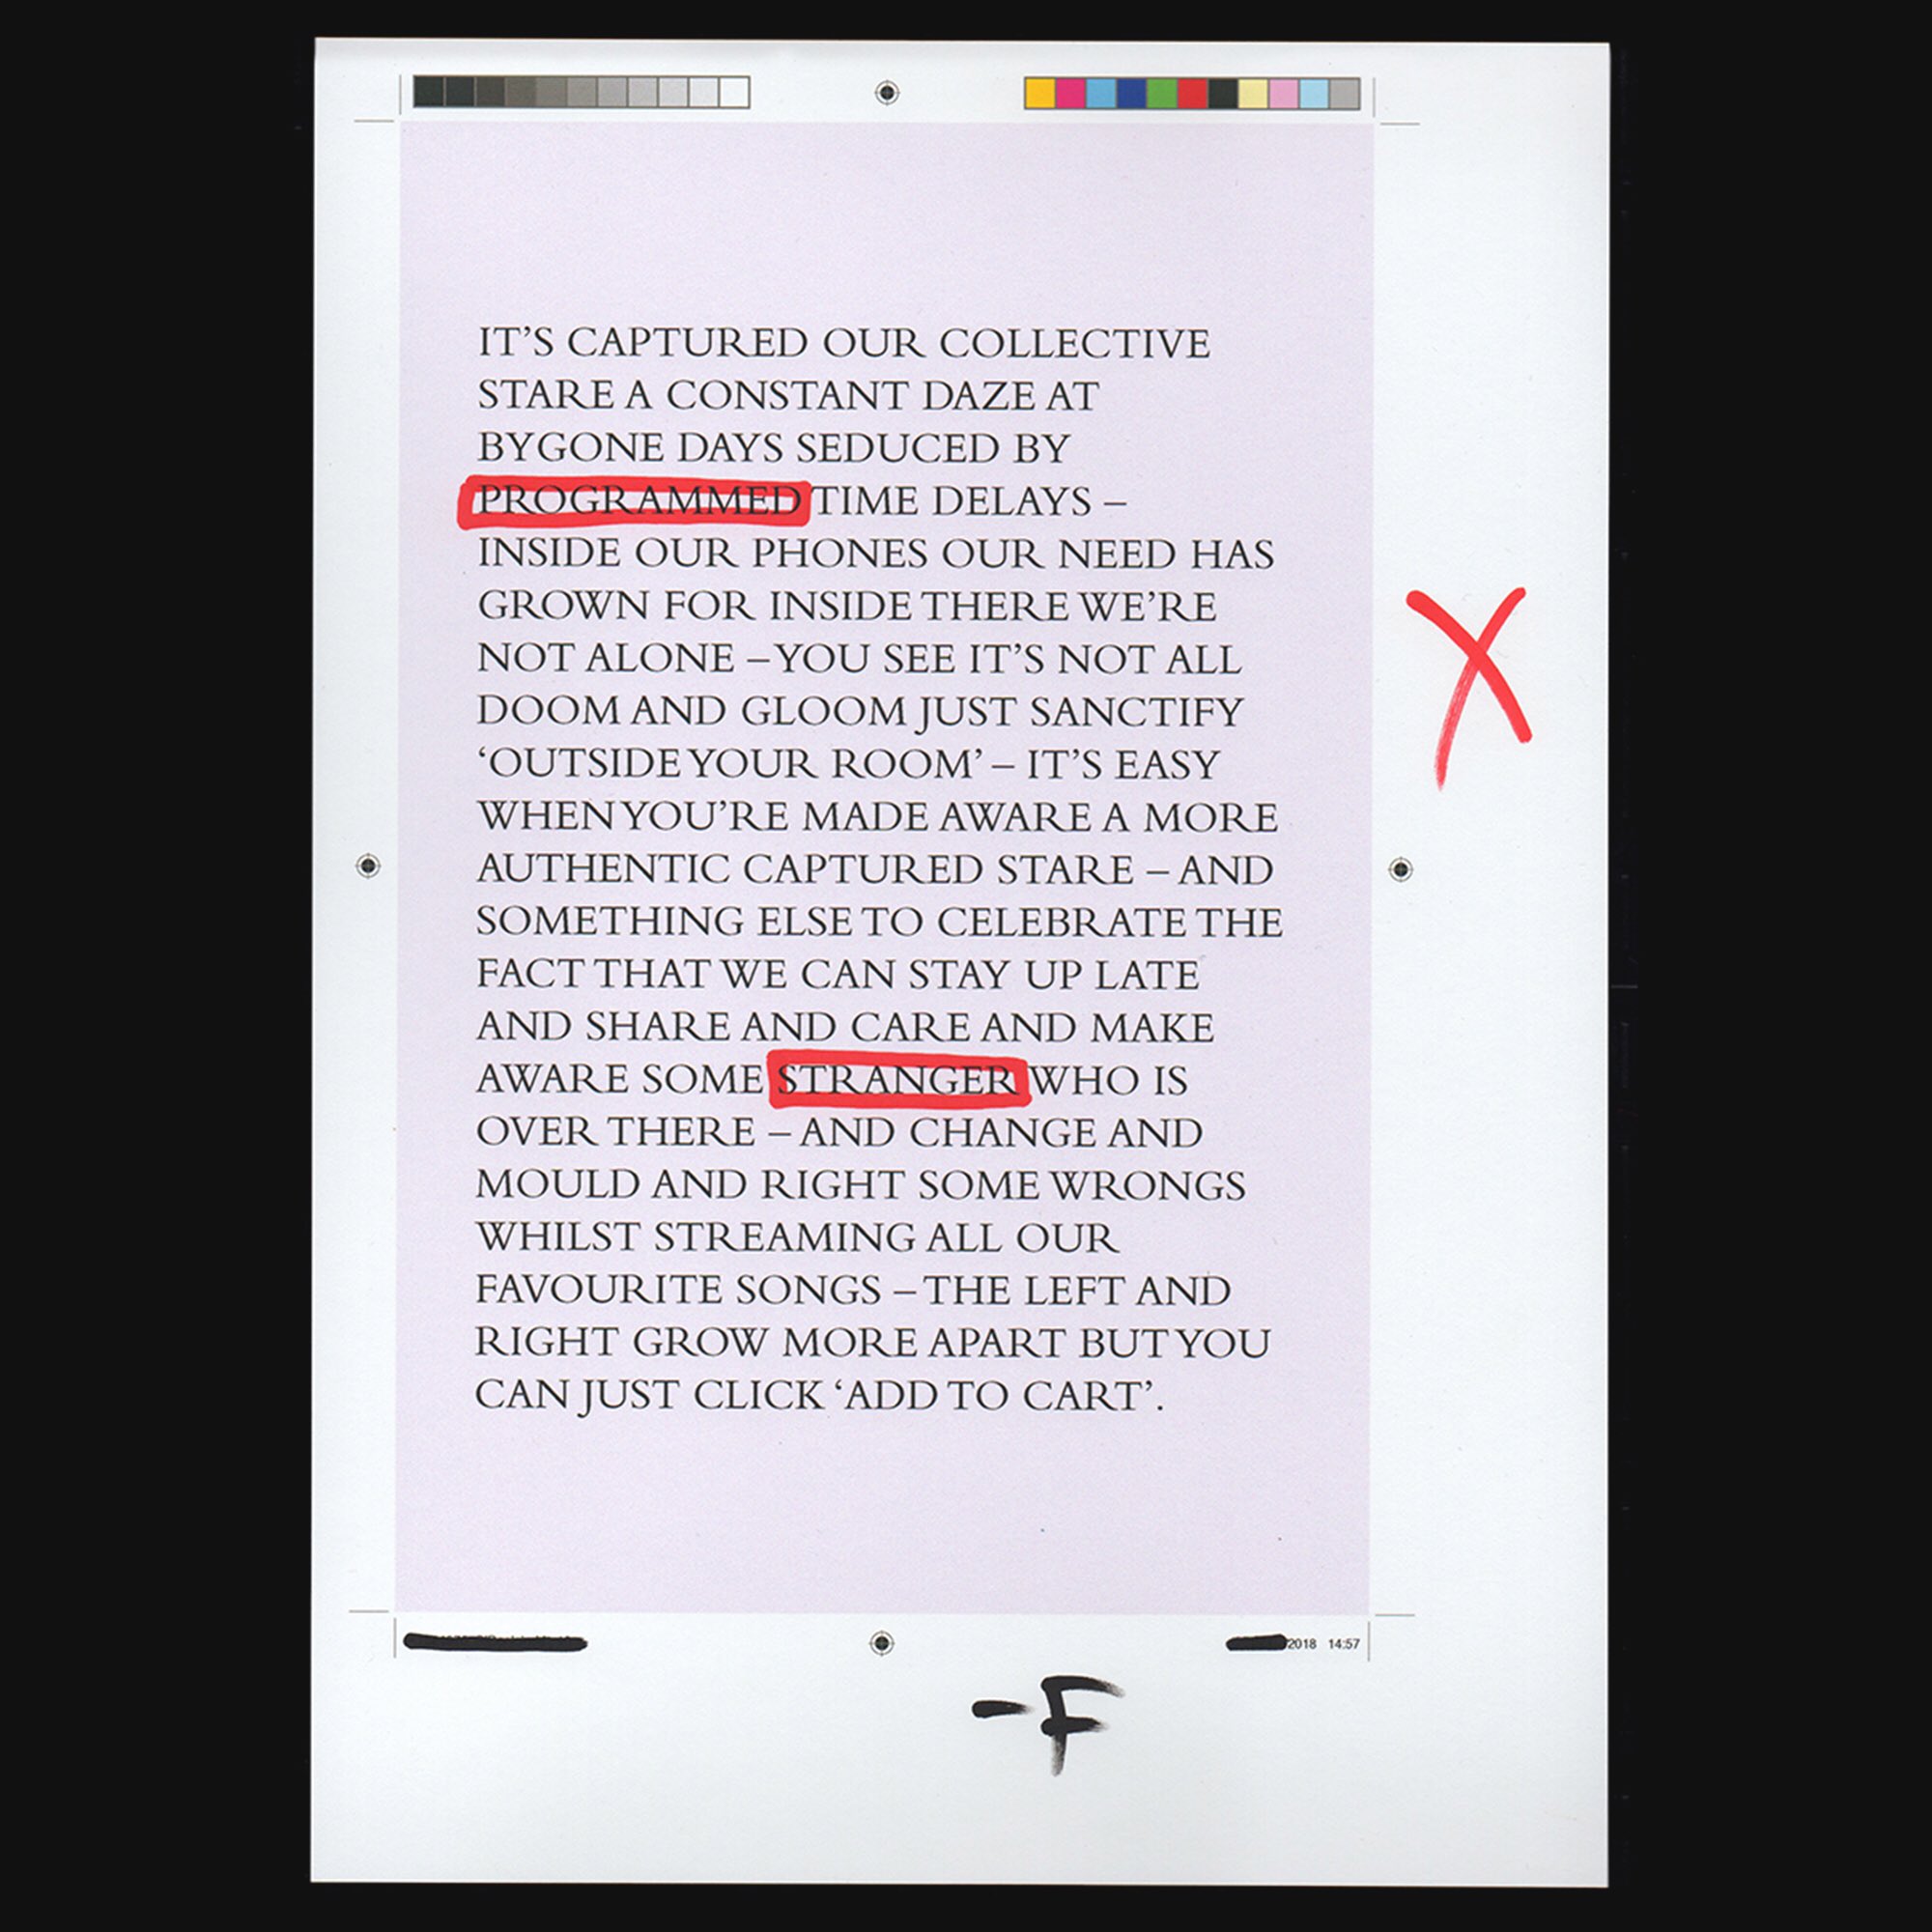 IT’S CAPTURED OUR COLLECTIVE
STARE A CONSTANT DAZE AT
BYGONE DAYS SEDUCED BY
PROGRAMMED TIME DELAYS –
INSIDE OUR PHONES OUR NEED HAS
GROWN FOR INSIDE THERE WE’RE
NOT ALONE – YOU SEE IT’S NOT ALL
DOOM AND GLOOM JUST SANCTIFY
‘OUTSIDE YOUR ROOM’ – IT’S EASY
WHEN YOU’RE MADE AWARE A MORE
AUTHENTIC CAPTURED STARE – AND
SOMETHING ELSE TO CELEBRATE THE
FACT THAT WE CAN STAY UP LATE
AND SHARE AND CARE AND MAKE
AWARE SOME STRANGER WHO IS
OVER THERE – AND CHANGE AND
MOULD AND RIGHT SOME WRONGS
WHILST STREAMING ALL OUR
FAVOURITE SONGS – THE LEFT AND
RIGHT GROW MORE APART BUT YOU
CAN JUST CLICK ‘ADD TO CART’.
X
2018 14:57
-F